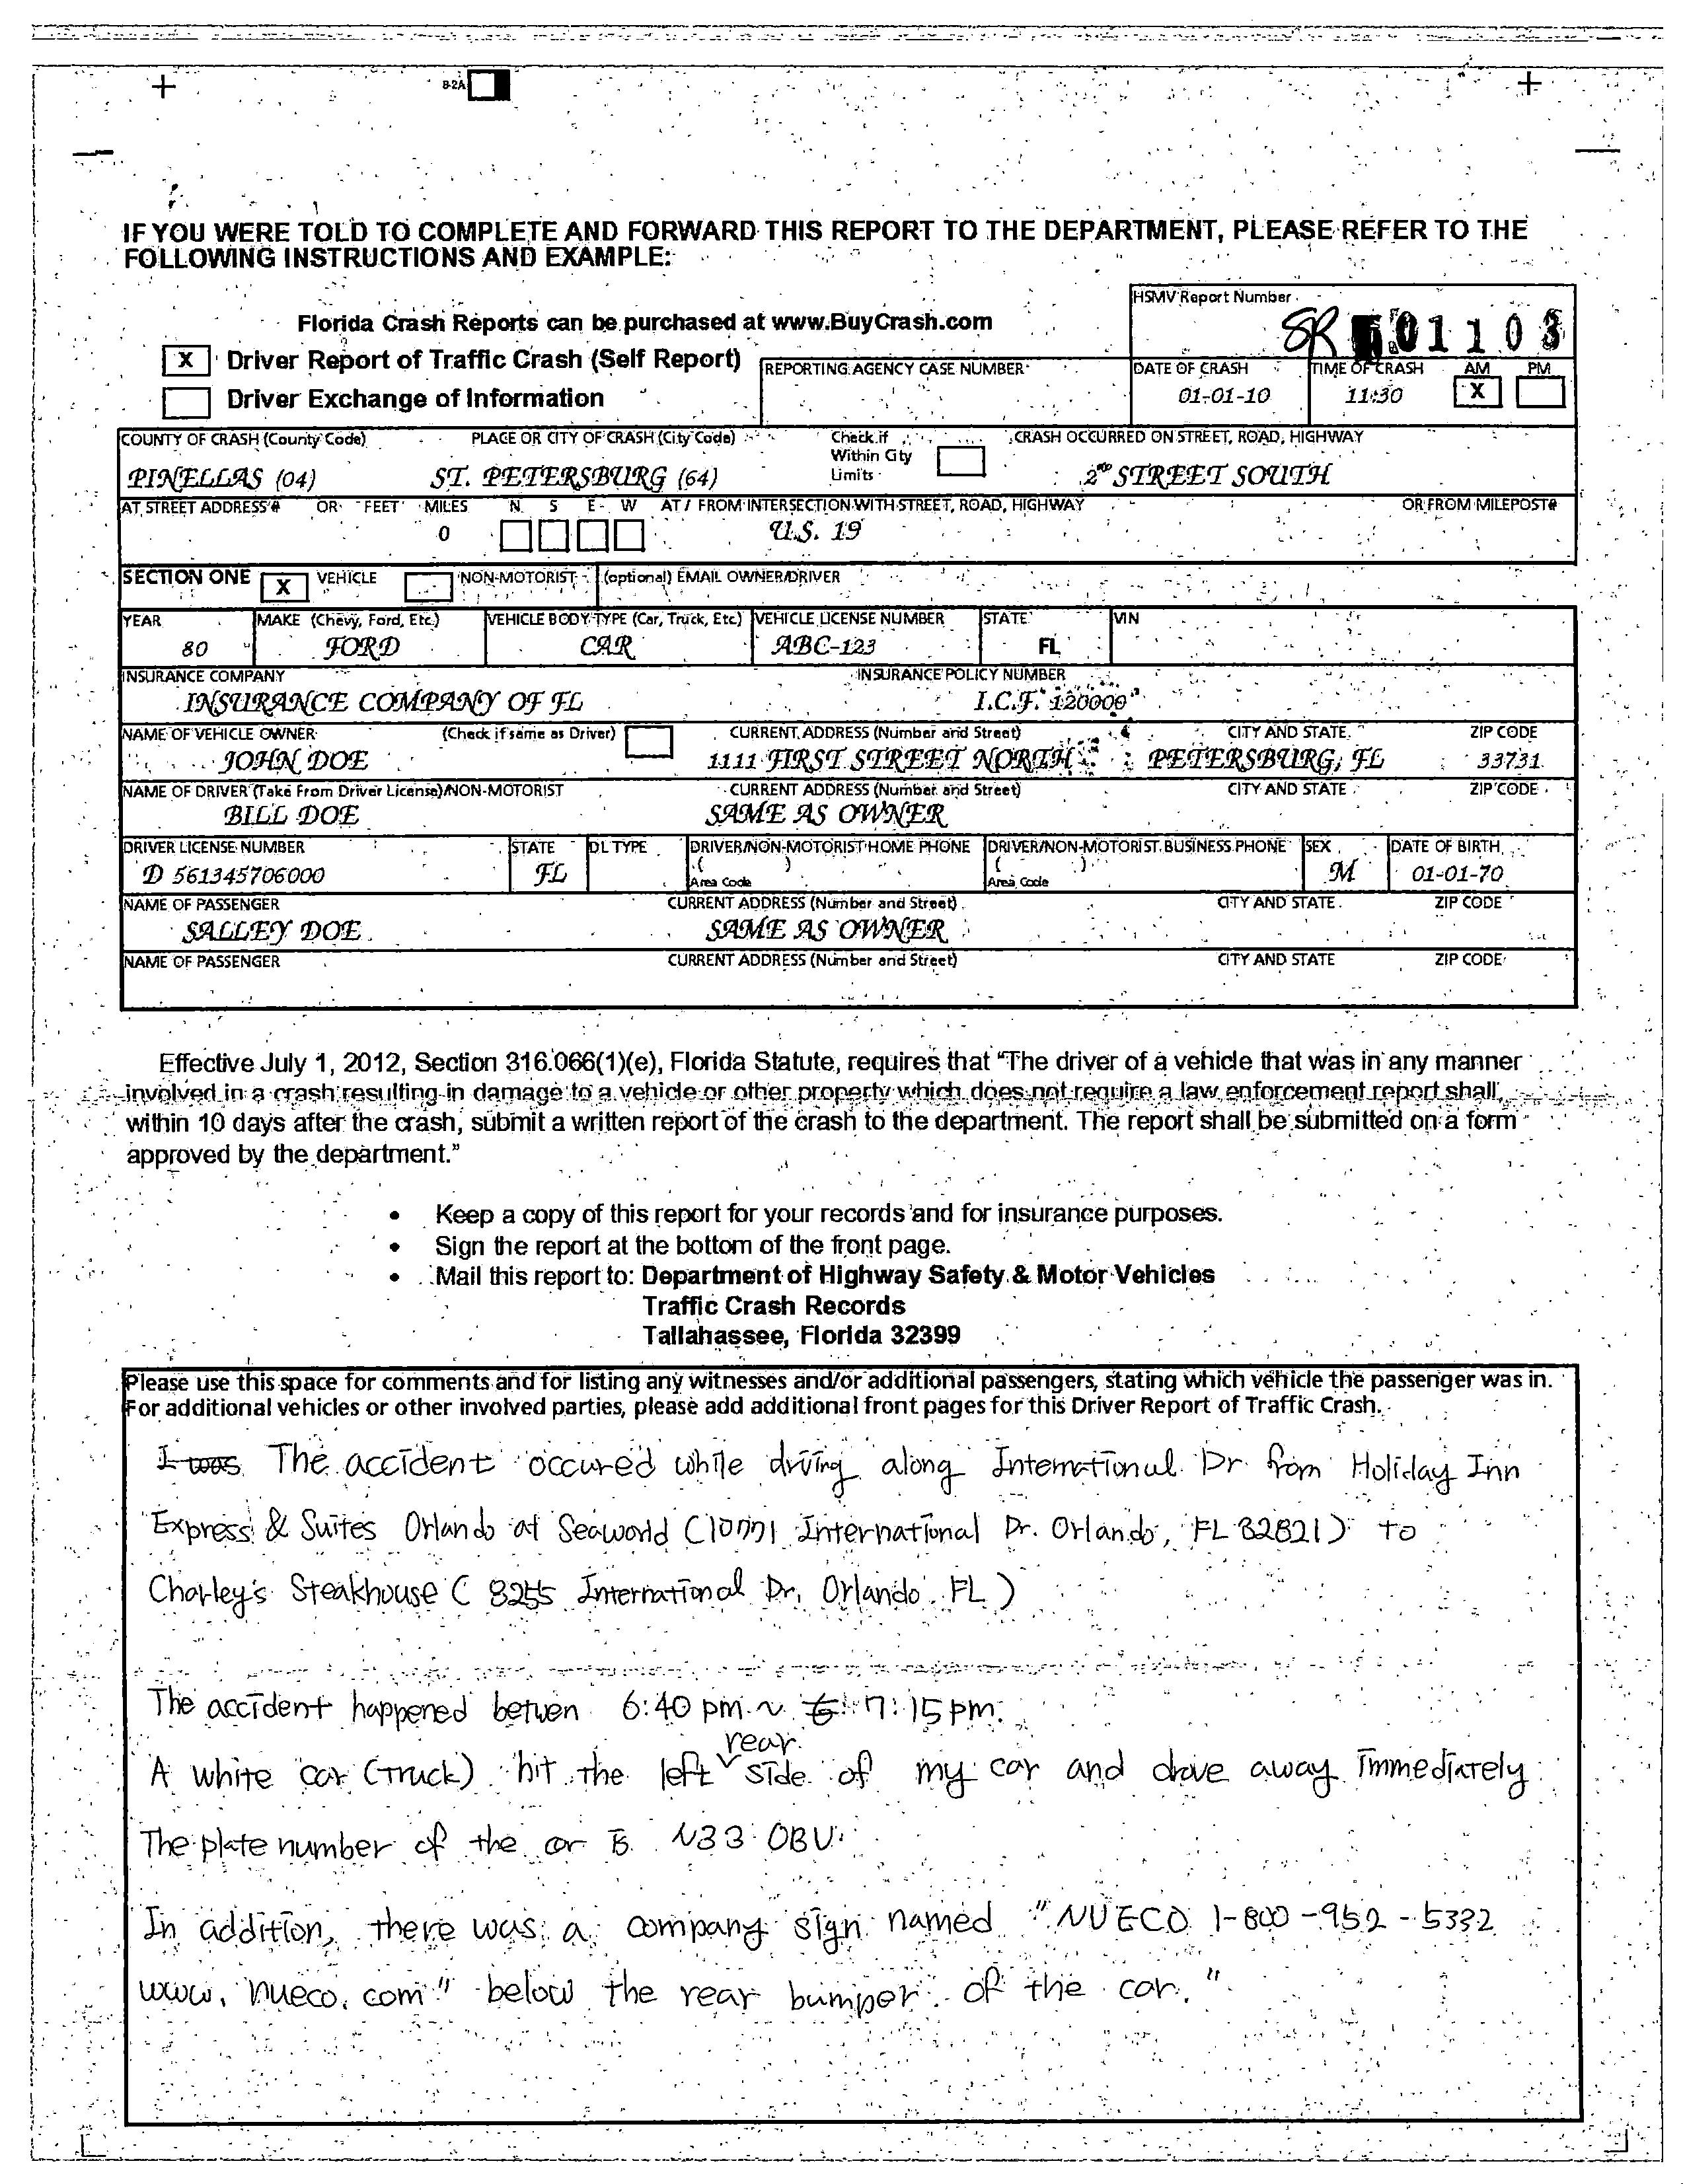 8-2A
IF YOU WERE TOLD TO COMPLETE AND FORWARD THIS REPORT TO THE DEPARTMENT, PLEASE REFER TO THE
FOLLOWING INSTRUCTIONS AND EXAMPLE:
HSMV Report Number
Florida Crash Reports can be purchased at www.BuyCrash.com
SR 01103
X Driver Report of Traffic Crash (Self Report)
REPORTING AGENCY CASE NUMBER DATE OF CRASH TIME OF CRASH AM PM
Driver Exchange of Information 01-01-10 11:30 X
COUNTY OF CRASH (County Code) PLACE OR CITY OF CRASH (City Code) Check if Within City Limits CRASH OCCURRED ON STREET, ROAD, HIGHWAY
PINELLAS (04) ST. PETERSBURG (64) 2ND STREET SOUTH
AT STREET ADDRESS # OR FEET MILES N S E W AT / FROM INTERSECTION WITH STREET, ROAD, HIGHWAY OR FROM MILEPOST#
0 U.S. 19
SECTION ONE X VEHICLE NON-MOTORIST (optional) EMAIL OWNER/DRIVER
YEAR MAKE (Chevy, Ford, Etc.) VEHICLE BODY TYPE (Car, Truck, Etc.) VEHICLE LICENSE NUMBER STATE VIN
80 FORD CAR ABC-123 FL
INSURANCE COMPANY INSURANCE POLICY NUMBER
INSURANCE COMPANY OF FL I.C.F. 120000
NAME OF VEHICLE OWNER (Check if same as Driver) CURRENT ADDRESS (Number and Street) CITY AND STATE ZIP CODE
JOHN DOE 1111 FIRST STREET NORTH PETERSBURG, FL 33731
NAME OF DRIVER (Take From Driver License)/NON-MOTORIST CURRENT ADDRESS (Number and Street) CITY AND STATE ZIP CODE
BILL DOE SAME AS OWNER
DRIVER LICENSE NUMBER STATE DL TYPE DRIVER/NON-MOTORIST HOME PHONE DRIVER/NON-MOTORIST BUSINESS PHONE SEX DATE OF BIRTH
D 561345706000 FL ( ) Area Code ( ) Area Code M 01-01-70
NAME OF PASSENGER CURRENT ADDRESS (Number and Street) CITY AND STATE ZIP CODE
SALLEY DOE SAME AS OWNER
NAME OF PASSENGER CURRENT ADDRESS (Number and Street) CITY AND STATE ZIP CODE
Effective July 1, 2012, Section 316.066(1)(e), Florida Statute, requires that “The driver of a vehicle that was in any manner
involved in a crash resulting in damage to a vehicle or other property which does not require a law enforcement report shall,
within 10 days after the crash, submit a written report of the crash to the department. The report shall be submitted on a form
approved by the department.”
• Keep a copy of this report for your records and for insurance purposes.
• Sign the report at the bottom of the front page.
• Mail this report to: Department of Highway Safety & Motor Vehicles
Traffic Crash Records
Tallahassee, Florida 32399
Please use this space for comments and for listing any witnesses and/or additional passengers, stating which vehicle the passenger was in.
For additional vehicles or other involved parties, please add additional front pages for this Driver Report of Traffic Crash.
I was The accident occured while driving along International Dr from Holiday Inn
Express & Suites Orlando at Seaworld (10771 International Dr. Orlando, FL 32821) to
Charley's Steakhouse ( 8255 International Dr, Orlando FL )
The accident happened betwen 6:40 pm ~ 6: 7:15pm.
A white car (truck) hit the left rear side of my car and drove away immediately
The plate number of the car is N33 OBU.
In addition, there was a company sign named "NUECO 1-800-952-5332
www.nueco.com" below the rear bumper of the car."